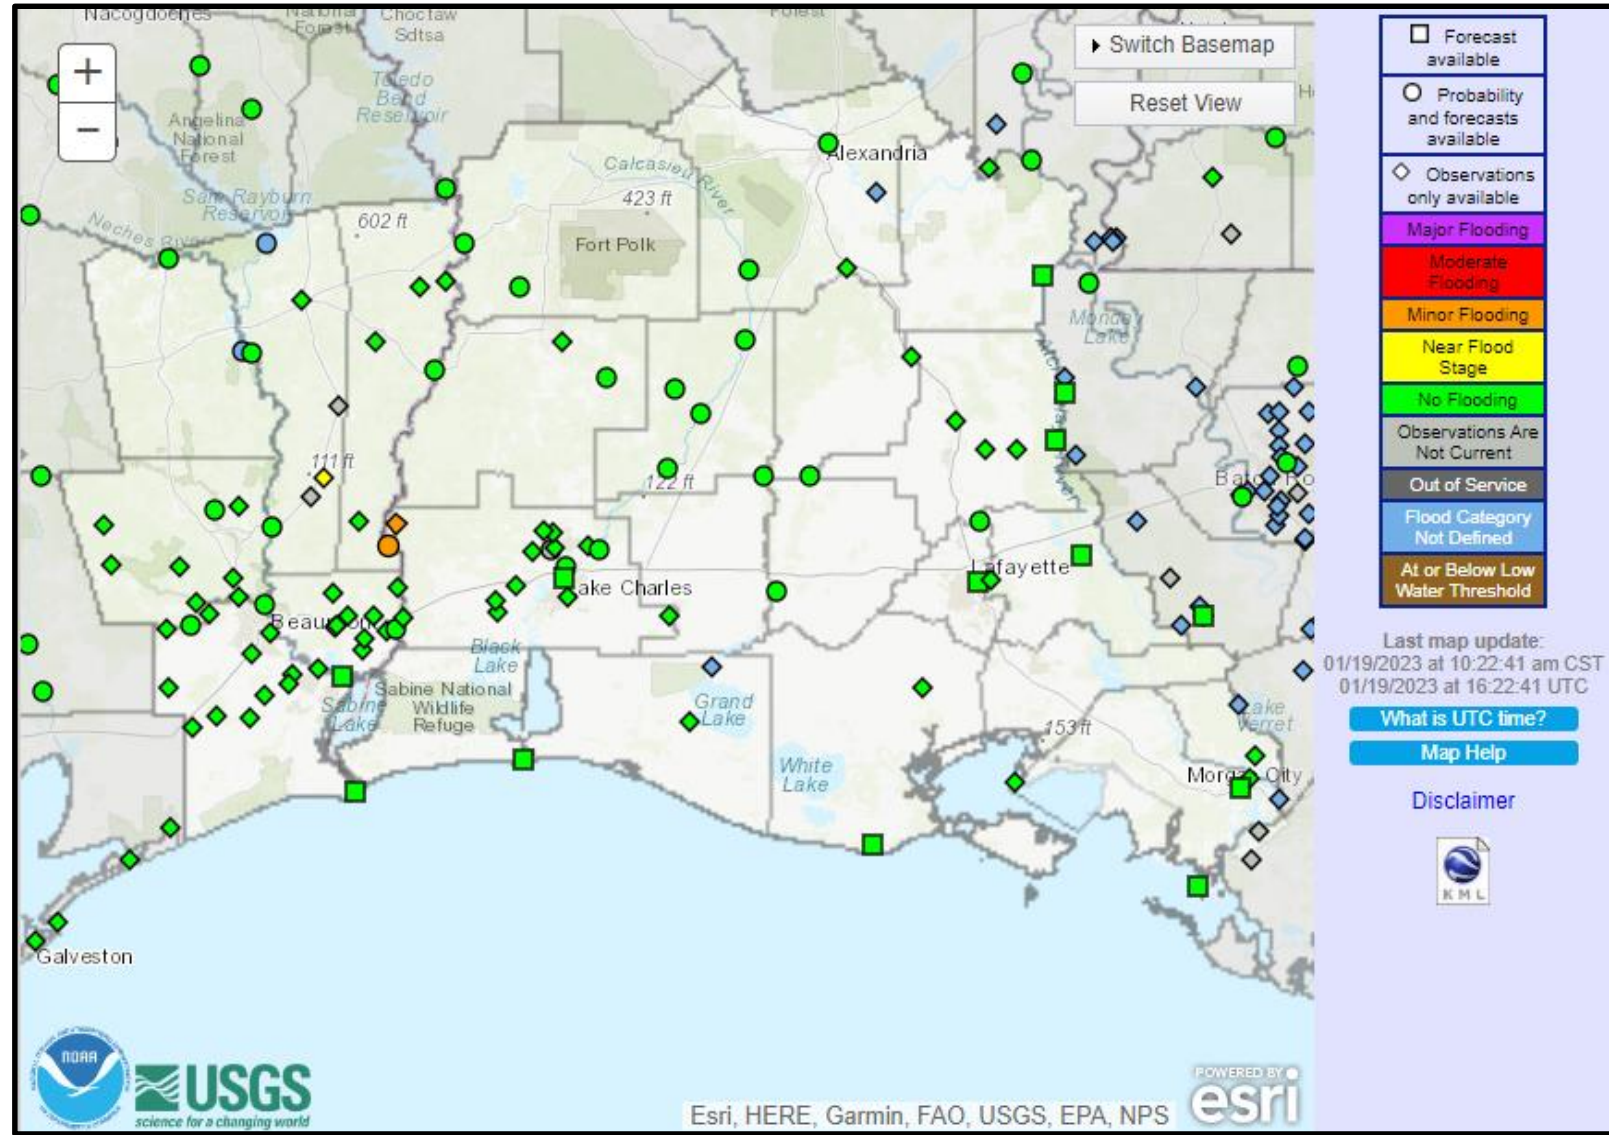 Nacogdoches
National
Forest
Choctaw
Sdtsa
Forest
+
−
Switch Basemap
Reset View
Toledo
Bend
Reservoir
Angelina
National
Forest
Alexandria
Calcasieu River
Sam Rayburn
Reservoir
423 ft
602 ft
Neches River
Fort Polk
Monday
Lake
111 ft
122 ft
Lafayette
Lake Charles
Beaumont
Black
Lake
Sabine National
Wildlife
Refuge
Sabine
Lake
Grand
Lake
Lake
Verret
153 ft
White
Lake
Morgan City
Galveston
NOAA
USGS
science for a changing world
POWERED BY
esri
Esri, HERE, Garmin, FAO, USGS, EPA, NPS
Forecast
available
Probability
and forecasts
available
Observations
only available
Major Flooding
Moderate
Flooding
Minor Flooding
Near Flood
Stage
No Flooding
Observations Are
Not Current
Out of Service
Flood Category
Not Defined
At or Below Low
Water Threshold
Last map update:
01/19/2023 at 10:22:41 am CST
01/19/2023 at 16:22:41 UTC
What is UTC time?
Map Help
Disclaimer
KML